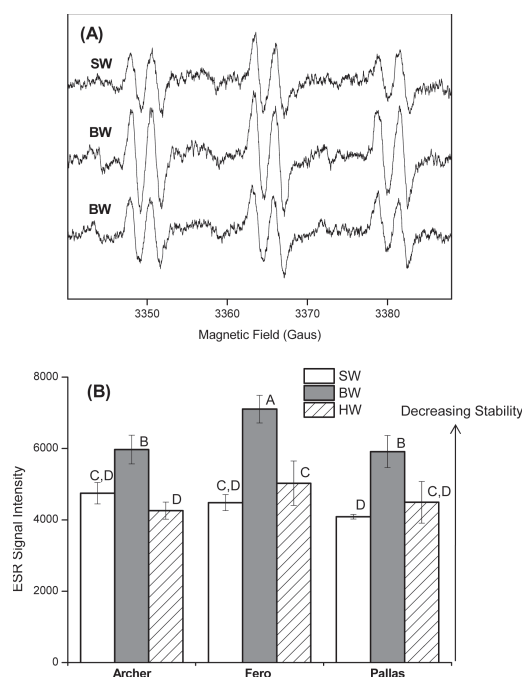 (A)
SW
BW
BW
3350 3360 3370 3380
Magnetic Field (Gaus)
8000
6000
4000
2000
0
ESR Signal Intensity
(B)
SW
BW
HW
Decreasing Stability
C,D
B
D
C,D
A
C
D
B
C,D
Archer Fero Pallas